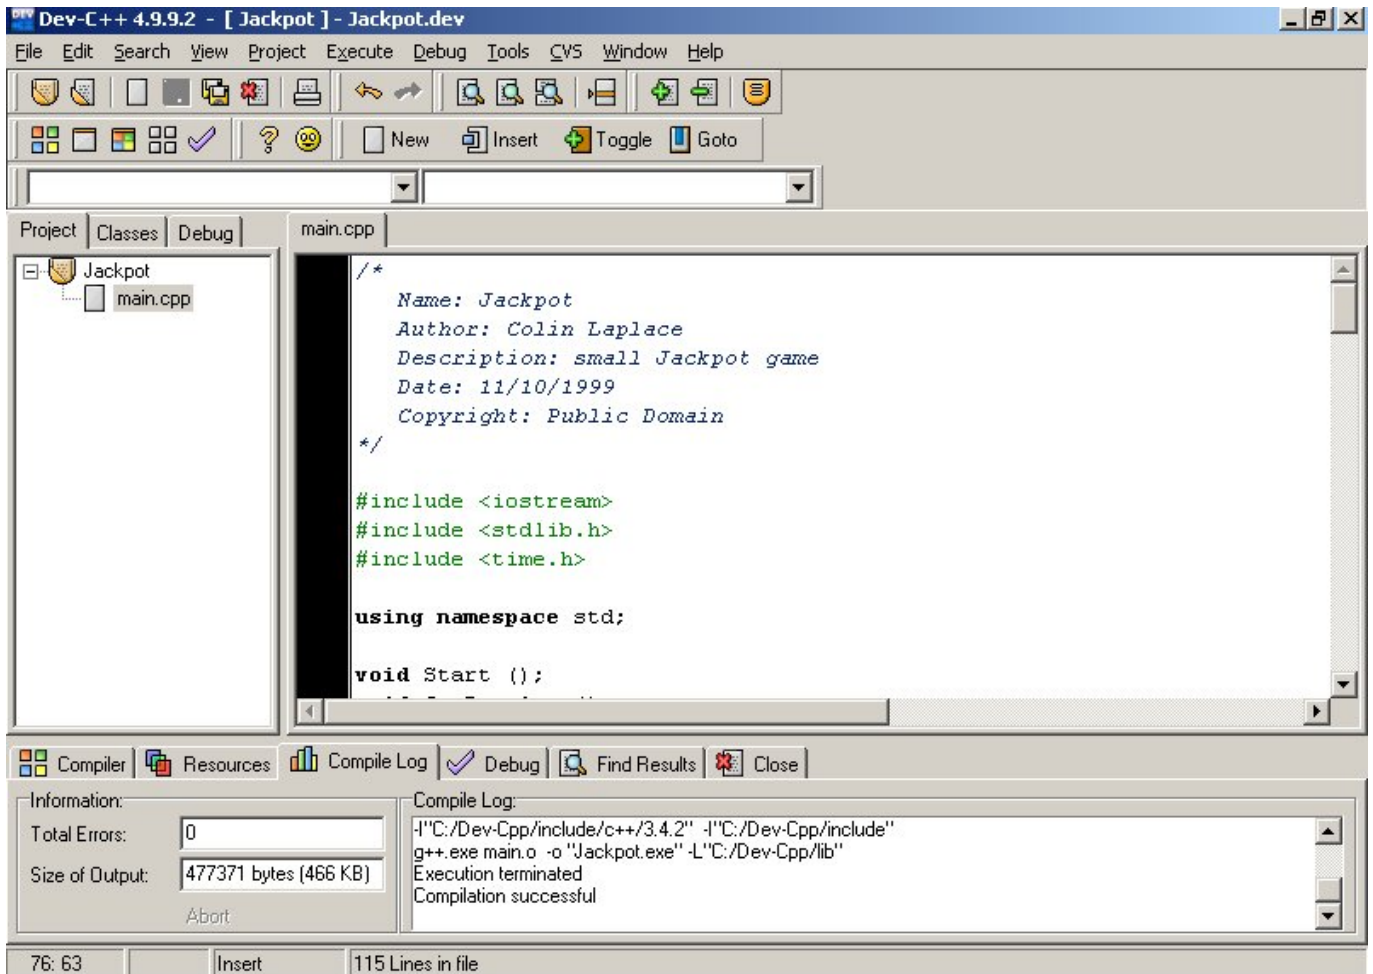 Dev-C++ 4.9.9.2 - [ Jackpot ] - Jackpot.dev
File Edit Search View Project Execute Debug Tools CVS Window Help
New Insert Toggle Goto
Project Classes Debug
main.cpp
Jackpot
main.cpp
/*
Name: Jackpot
Author: Colin Laplace
Description: small Jackpot game
Date: 11/10/1999
Copyright: Public Domain
*/
#include <iostream>
#include <stdlib.h>
#include <time.h>
using namespace std;
void Start ();
Compiler Resources Compile Log Debug Find Results Close
Information:
Total Errors: 0
Size of Output: 477371 bytes (466 KB)
Abort
Compile Log:
-I"C:/Dev-Cpp/include/c++/3.4.2" -I"C:/Dev-Cpp/include"
g++.exe main.o -o "Jackpot.exe" -L"C:/Dev-Cpp/lib"
Execution terminated
Compilation successful
76: 63 Insert 115 Lines in file